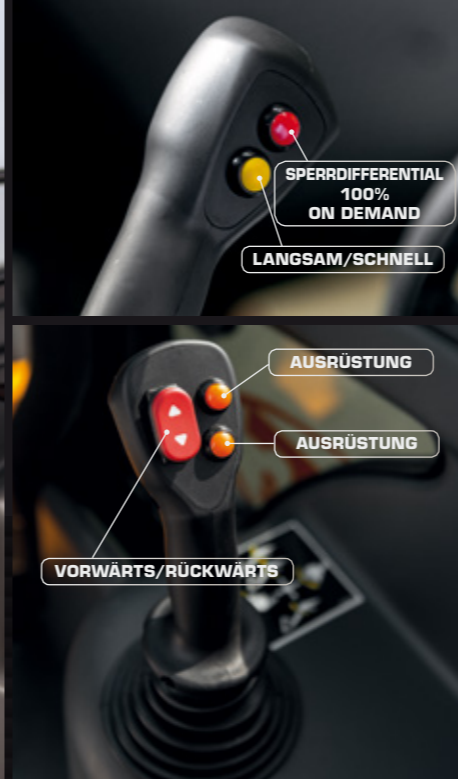 SPERRDIFFERENTIAL
100%
ON DEMAND
LANGSAM/SCHNELL
AUSRÜSTUNG
AUSRÜSTUNG
VORWÄRTS/RÜCKWÄRTS